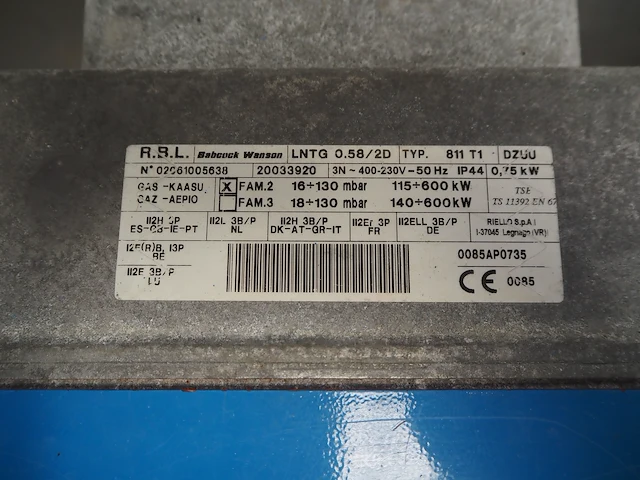 R.B.L. Babcock Wanson LNTG 0.58/2D TYP. 811 T1 DZUU
N° 02061005638 20033920 3N ~ 400-230V - 50 Hz IP44 0,75 kW
GAS -KAASU X FAM.2 16÷130 mbar 115÷600 kW TSE
GAZ -AEPIO FAM.3 18÷130 mbar 140÷600kW TS 11392 EN 67
II2H 3P II2L 3B/P II2H 3B/P II2Er 3P II2ELL 3B/P RIELLO S.p.A
ES-GB-IE-PT NL DK-AT-GR-IT FR DE I-37045 Legnago (VR)
I2E(R)B, I3P 0085AP0735
BE
II2E 3B/P CE 0085
LU